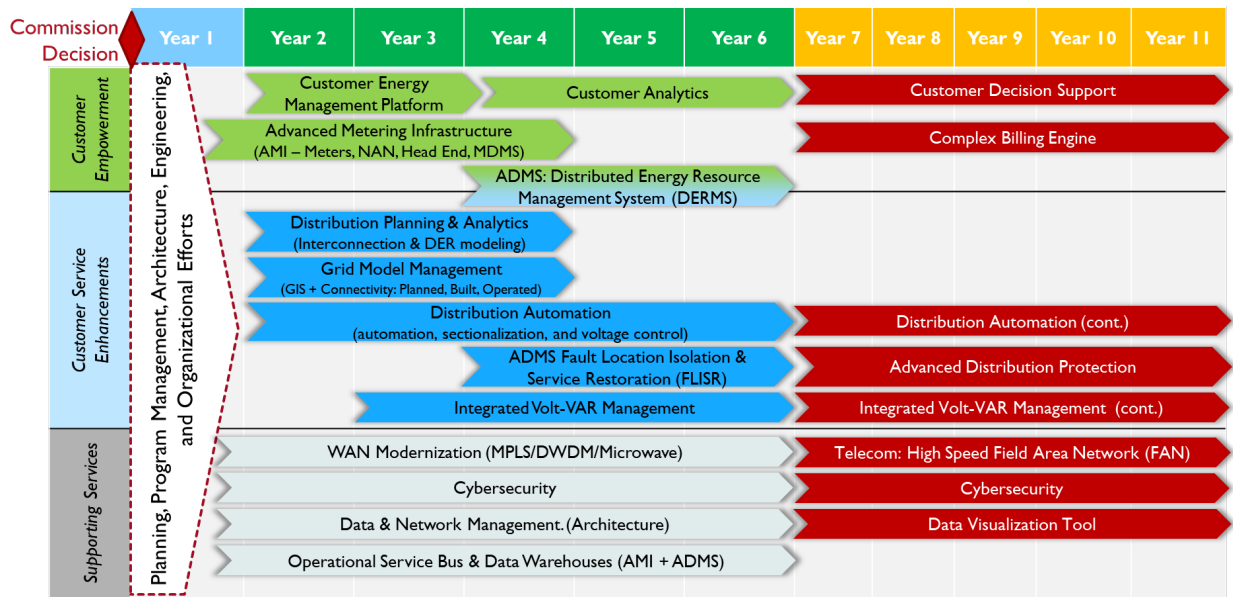 Commission
Decision
Year 1
Year 2
Year 3
Year 4
Year 5
Year 6
Year 7
Year 8
Year 9
Year 10
Year 11
Customer
Empowerment
Planning, Program Management, Architecture, Engineering,
and Organizational Efforts
Customer Energy
Management Platform
Customer Analytics
Customer Decision Support
Advanced Metering Infrastructure
(AMI – Meters, NAN, Head End, MDMS)
Complex Billing Engine
ADMS: Distributed Energy Resource
Management System (DERMS)
Customer Service
Enhancements
Distribution Planning & Analytics
(Interconnection & DER modeling)
Grid Model Management
(GIS + Connectivity: Planned, Built, Operated)
Distribution Automation
(automation, sectionalization, and voltage control)
Distribution Automation (cont.)
ADMS Fault Location Isolation &
Service Restoration (FLISR)
Advanced Distribution Protection
Integrated Volt-VAR Management
Integrated Volt-VAR Management (cont.)
Supporting Services
WAN Modernization (MPLS/DWDM/Microwave)
Telecom: High Speed Field Area Network (FAN)
Cybersecurity
Cybersecurity
Data & Network Management. (Architecture)
Data Visualization Tool
Operational Service Bus & Data Warehouses (AMI + ADMS)